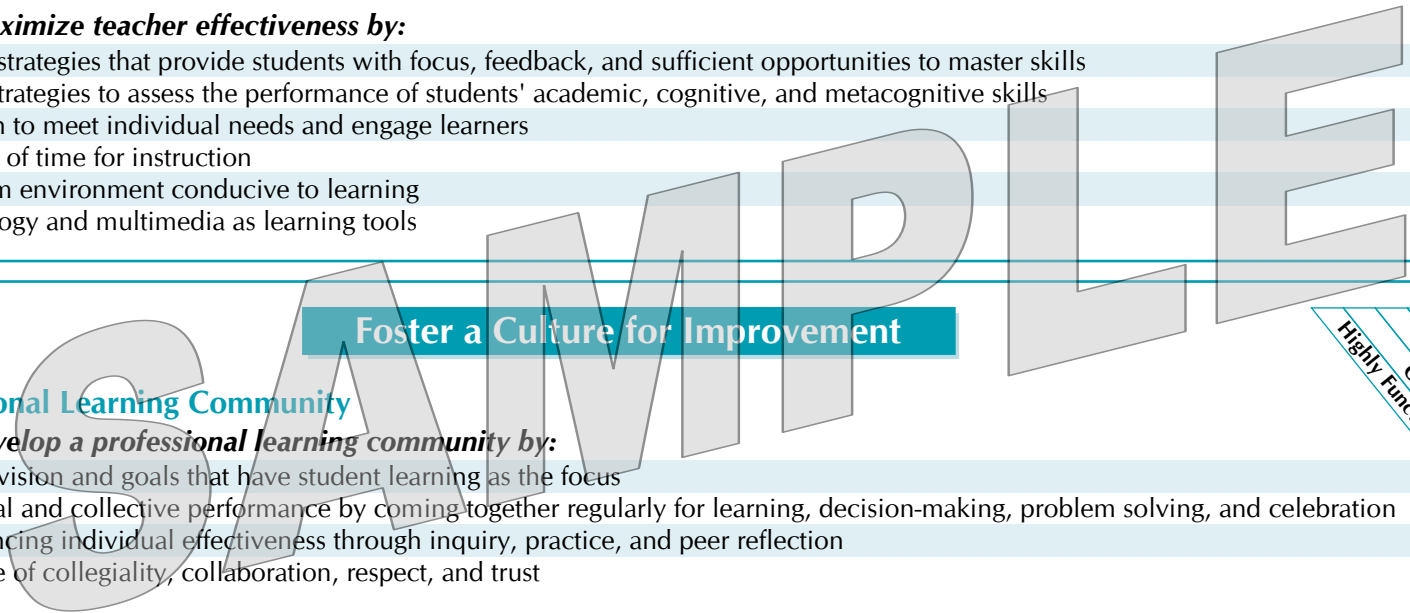 ximize teacher effectiveness by:
strategies that provide students with focus, feedback, and sufficient opportunities to master skills
trategies to assess the performance of students' academic, cognitive, and metacognitive skills
to meet individual needs and engage learners
of time for instruction
m environment conducive to learning
ogy and multimedia as learning tools
Foster a Culture for Improvement
Highly Func
onal Learning Community
velop a professional learning community by:
vision and goals that have student learning as the focus
al and collective performance by coming together regularly for learning, decision-making, problem solving, and celebration
ncing individual effectiveness through inquiry, practice, and peer reflection
e of collegiality, collaboration, respect, and trust
SAMPLE